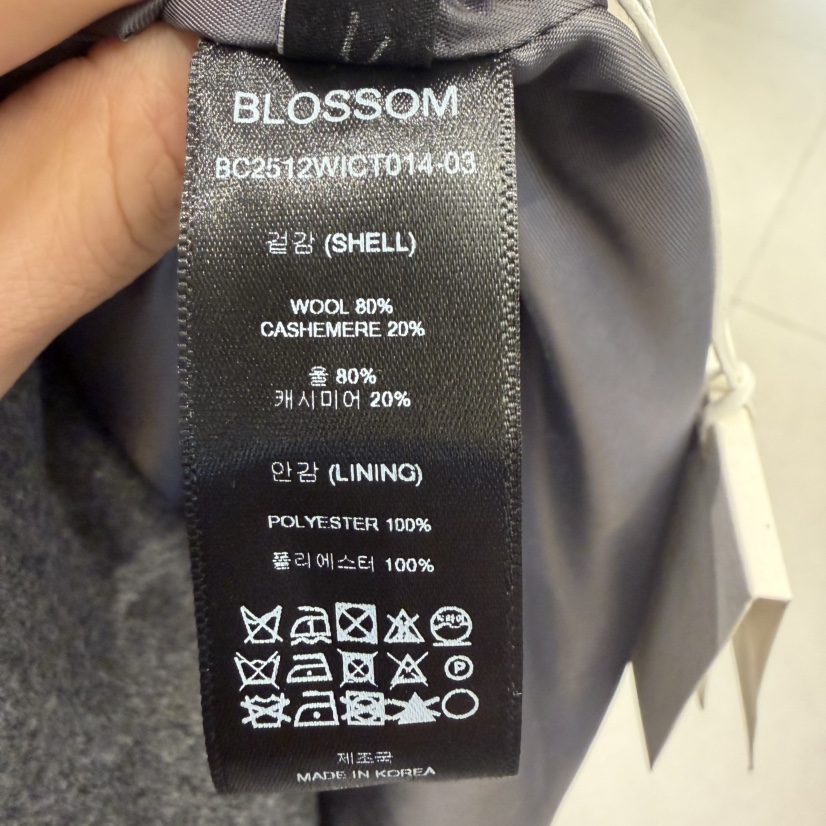 BLOSSOM
BC2512WICT014-03
겉감 (SHELL)
WOOL 80%
CASHEMERE 20%
울 80%
캐시미어 20%
안감 (LINING)
POLYESTER 100%
폴리에스터 100%
P
제조국
MADE IN KOREA